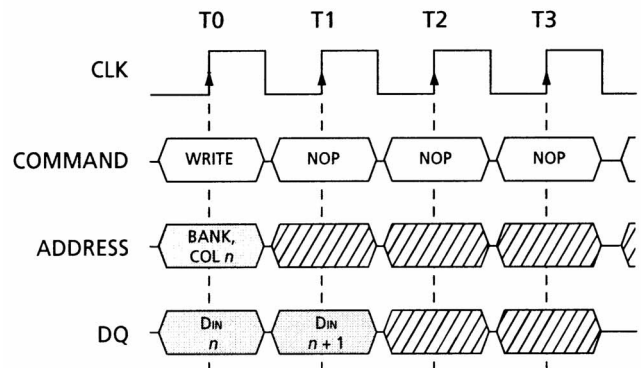 T0 T1 T2 T3
CLK
COMMAND WRITE NOP NOP NOP
ADDRESS BANK,
COL n
DQ DIN DIN
n n + 1